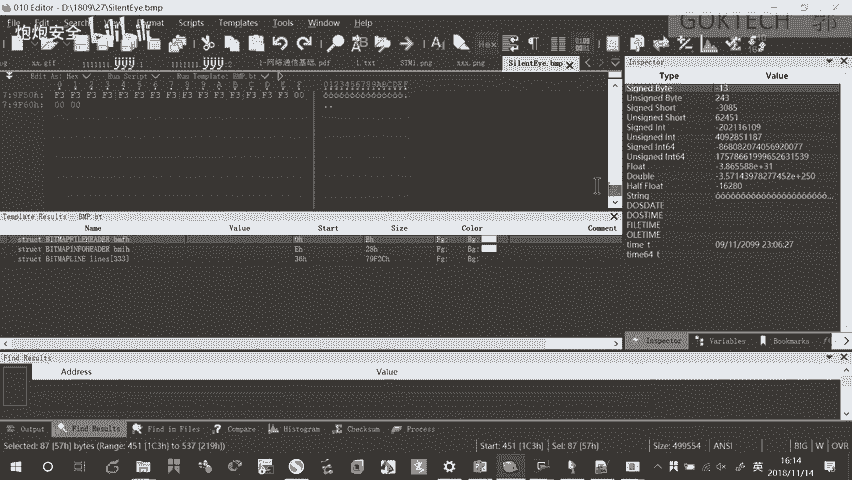 010 Editor - D:\1809\27\SilentEye.bmp
GOKTECH 郭
File Edit Search Format Scripts Templates Tools Window Help
炮炮安全 bilibili
xx.gif 1-网络通信基础.pdf 1.txt STMi.png xxx.png SilentEye.bmp
Edit As: Hex Run Script Run Template: BMP.bt
0 1 2 3 4 5 6 7 8 9 A B C D E F 0123456789ABCDEF
7:9F50h: F3 F3 F3 F3 F3 F3 F3 F3 F3 F3 F3 F3 F3 F3 F3 00
7:9F60h: 00 00 ..
Template Results - BMP.bt
Name Value Start Size Color Comment
struct BITMAPFILEHEADER bmfh 0h Eh Fg: Bg:
struct BITMAPINFOHEADER bmih Eh 28h Fg: Bg:
struct BITMAPLINE lines[333] 36h 79F2Ch Fg: Bg:
Find Results
Address Value
Output Find Results Find in Files Compare Histogram Checksum Process
Selected: 87 [57h] bytes (Range: 451 [1C3h] to 537 [219h]) Start: 451 [1C3h] Sel: 87 [57h] Size: 499554 ANSI BIG W OVR
Inspector
Type Value
Signed Byte -13
Unsigned Byte 243
Signed Short -3085
Unsigned Short 62451
Signed Int -202116109
Unsigned Int 4092851187
Signed Int64 -868082074056920077
Unsigned Int64 17578661999652631539
Float -3.865588e+31
Double -3.57143978277452e+250
Half Float -16280
String
DOSDATE
DOSTIME
FILETIME
OLETIME
time_t 09/11/2099 23:06:27
time64_t
Inspector Variables Bookmarks
英 16:14
2018/11/14